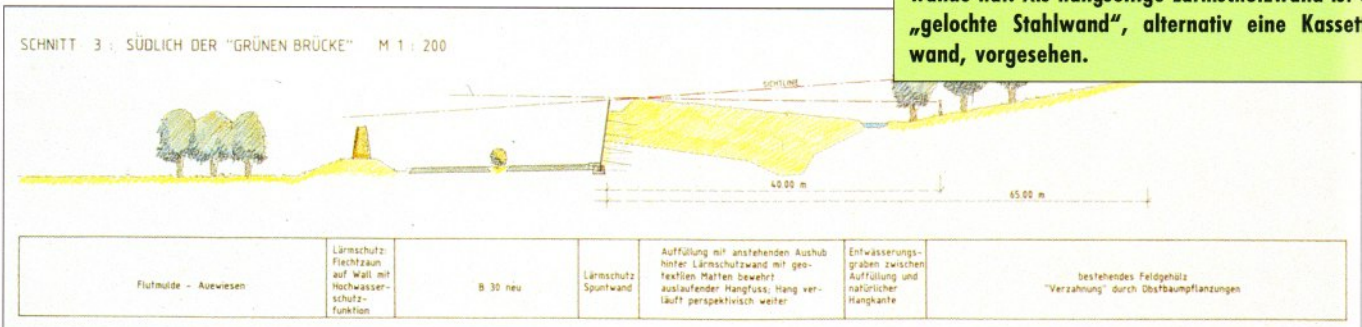 wand, vorgesehen.
„gelochte Stahlwand“, alternativ eine Kasset
SCHNITT 3 : SÜDLICH DER "GRÜNEN BRÜCKE" M 1 : 200
SICHTLINIE
40.00 m
65.00 m
Flutmulde - Auewiesen
Lärmschutz:
Flechtzaun
auf Wall mit
Hochwasser-
schutz-
funktion
B 30 neu
Lärmschutz
Spuntwand
Auffüllung mit anstehenden Aushub
hinter Lärmschutzwand mit geo-
textilen Matten bewehrt
auslaufender Hangfuss; Hang ver-
läuft perspektivisch weiter
Entwässerungs-
graben zwischen
Auffüllung und
natürlicher
Hangkante
bestehendes Feldgehölz
"Verzahnung" durch Obstbaumpflanzungen